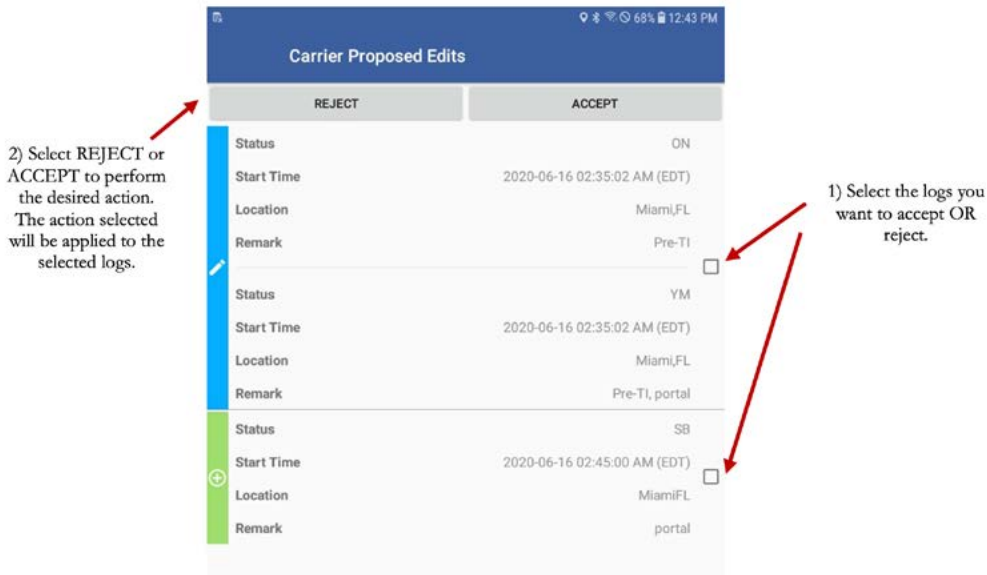 68% 12:43 PM
Carrier Proposed Edits
REJECT ACCEPT
Status ON
Start Time 2020-06-16 02:35:02 AM (EDT)
Location Miami,FL
Remark Pre-TI
Status YM
Start Time 2020-06-16 02:35:02 AM (EDT)
Location Miami,FL
Remark Pre-TI, portal
Status SB
Start Time 2020-06-16 02:45:00 AM (EDT)
Location MiamiFL
Remark portal
2) Select REJECT or
ACCEPT to perform
the desired action.
The action selected
will be applied to the
selected logs.
1) Select the logs you
want to accept OR
reject.